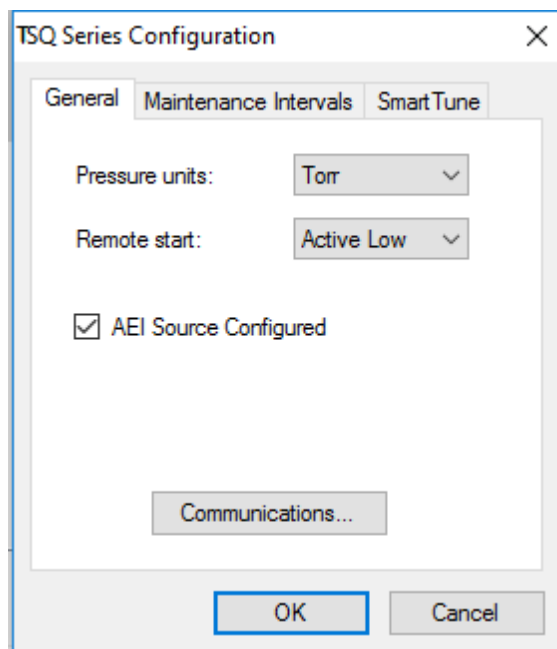 TSQ Series Configuration
General Maintenance Intervals SmartTune
Pressure units: Torr
Remote start: Active Low
AEI Source Configured
Communications...
OK Cancel